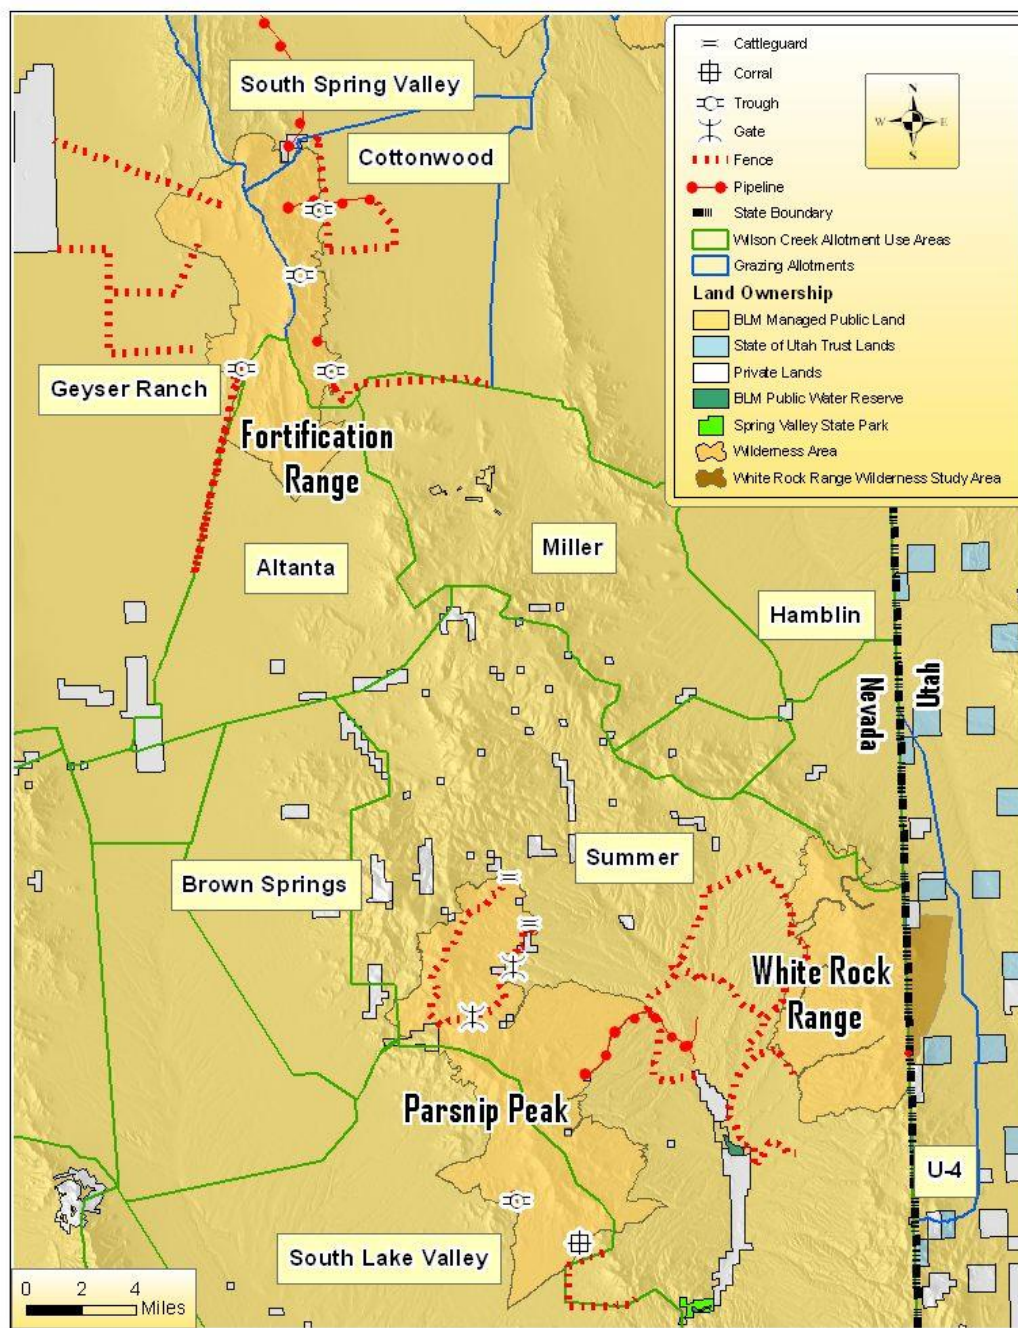 South Spring Valley
Cottonwood
Geyser Ranch
Fortification
Range
Altanta
Miller
Hamblin
Nevada
Utah
Summer
Brown Springs
White Rock
Range
Parsnip Peak
U-4
South Lake Valley
0 2 4
Miles
Cattleguard
Corral
Trough
Gate
Fence
Pipeline
State Boundary
Wilson Creek Allotment Use Areas
Grazing Allotments
Land Ownership
BLM Managed Public Land
State of Utah Trust Lands
Private Lands
BLM Public Water Reserve
Spring Valley State Park
Wilderness Area
White Rock Range Wilderness Study Area
N
W E
S